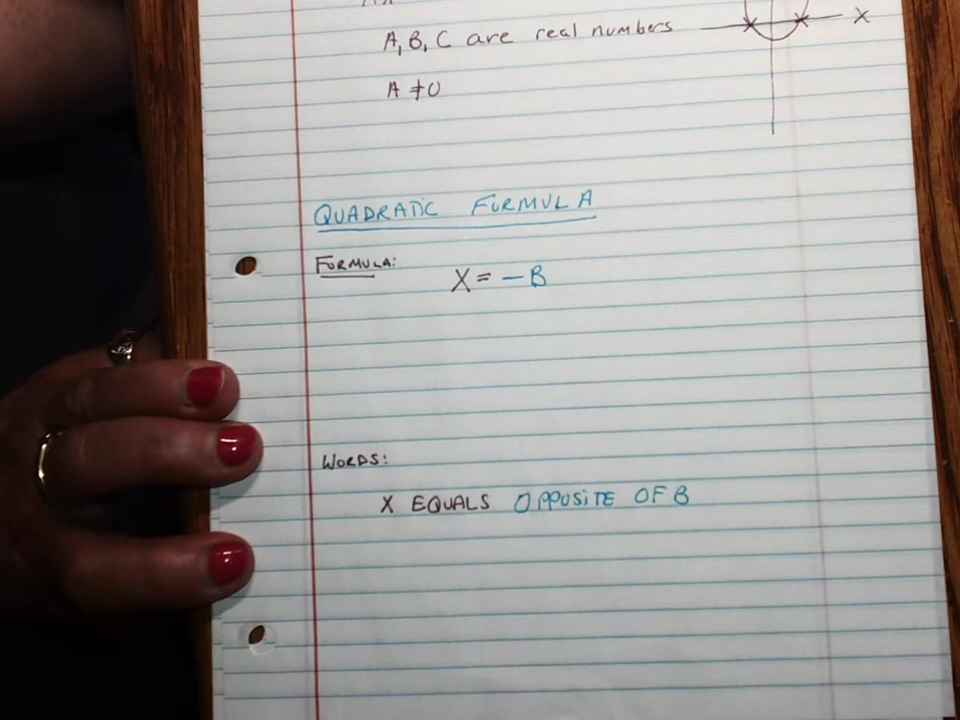 A, B, C are real numbers
X
A ≠ 0
QUADRATIC FORMULA
FORMULA:
X = -B
WORDS:
X EQUALS OPPOSITE OF B